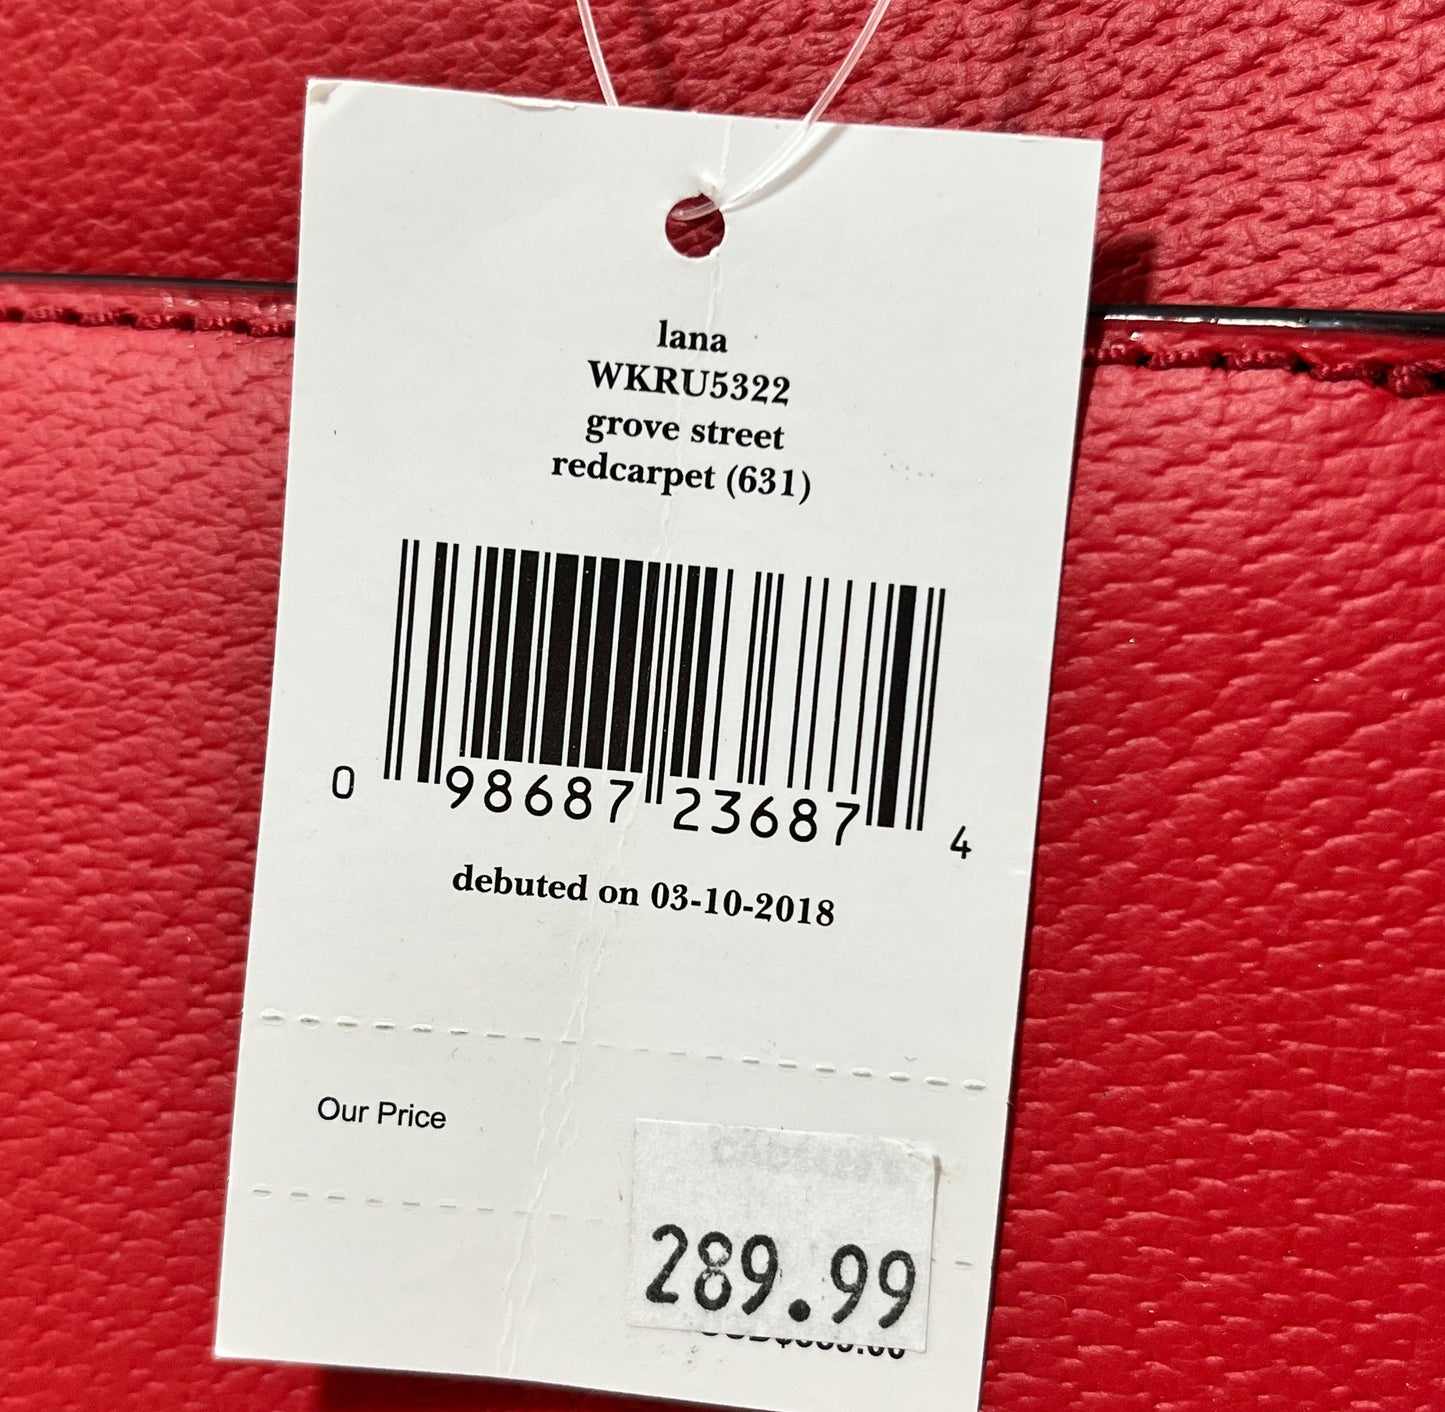 lana
WKRU5322
grove street
redcarpet (631)
0 98687 23687 4
debuted on 03-10-2018
Our Price
289.99